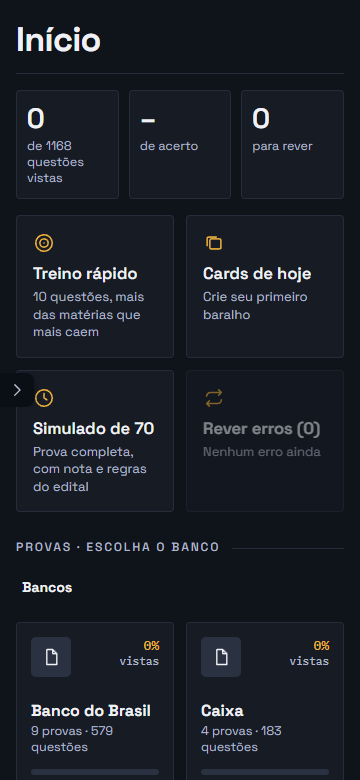 Início
0
de 1168
questões
vistas
–
de acerto
0
para rever
Treino rápido
10 questões, mais
das matérias que
mais caem
Cards de hoje
Crie seu primeiro
baralho
Simulado de 70
Prova completa,
com nota e regras
do edital
Rever erros (0)
Nenhum erro ainda
PROVAS · ESCOLHA O BANCO
Bancos
0%
vistas
Banco do Brasil
9 provas · 579
questões
0%
vistas
Caixa
4 provas · 183
questões